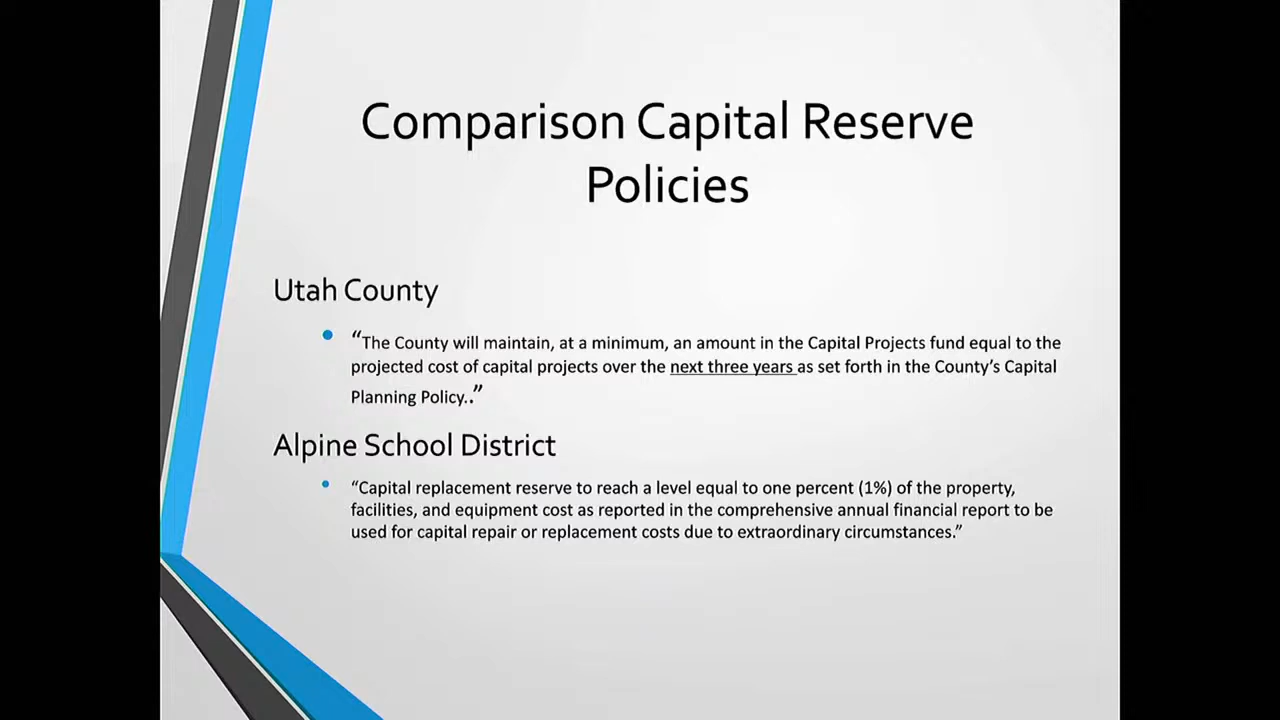 Comparison Capital Reserve
Policies
Utah County
• “The County will maintain, at a minimum, an amount in the Capital Projects fund equal to the
projected cost of capital projects over the next three years as set forth in the County’s Capital
Planning Policy..”
Alpine School District
• “Capital replacement reserve to reach a level equal to one percent (1%) of the property,
facilities, and equipment cost as reported in the comprehensive annual financial report to be
used for capital repair or replacement costs due to extraordinary circumstances.”